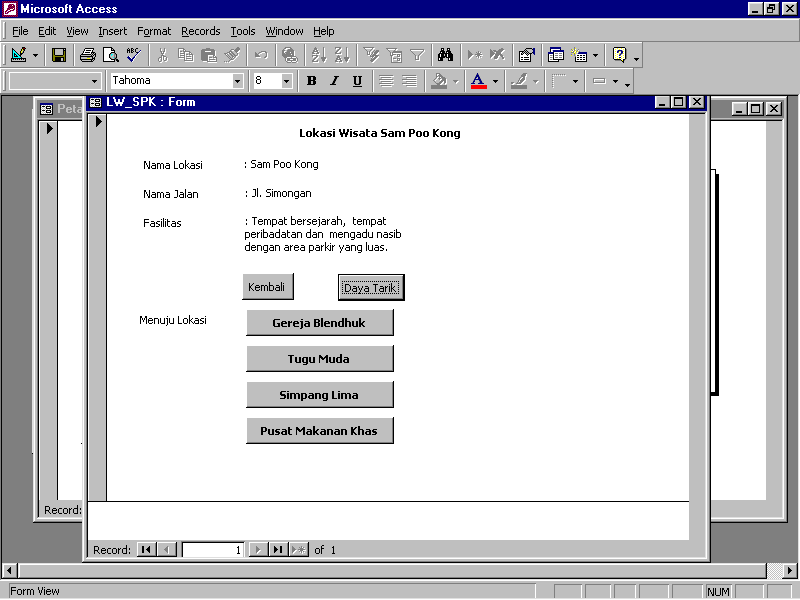 Microsoft Access
File Edit View Insert Format Records Tools Window Help
Tahoma 8 B I U
LW_SPK : Form
Peta
Lokasi Wisata Sam Poo Kong
Nama Lokasi : Sam Poo Kong
Nama Jalan : Jl. Simongan
Fasilitas : Tempat bersejarah, tempat
peribadatan dan mengadu nasib
dengan area parkir yang luas.
Kembali Daya Tarik
Menuju Lokasi Gereja Blendhuk
Tugu Muda
Simpang Lima
Pusat Makanan Khas
Record:
Record: 1 of 1
Form View NUM